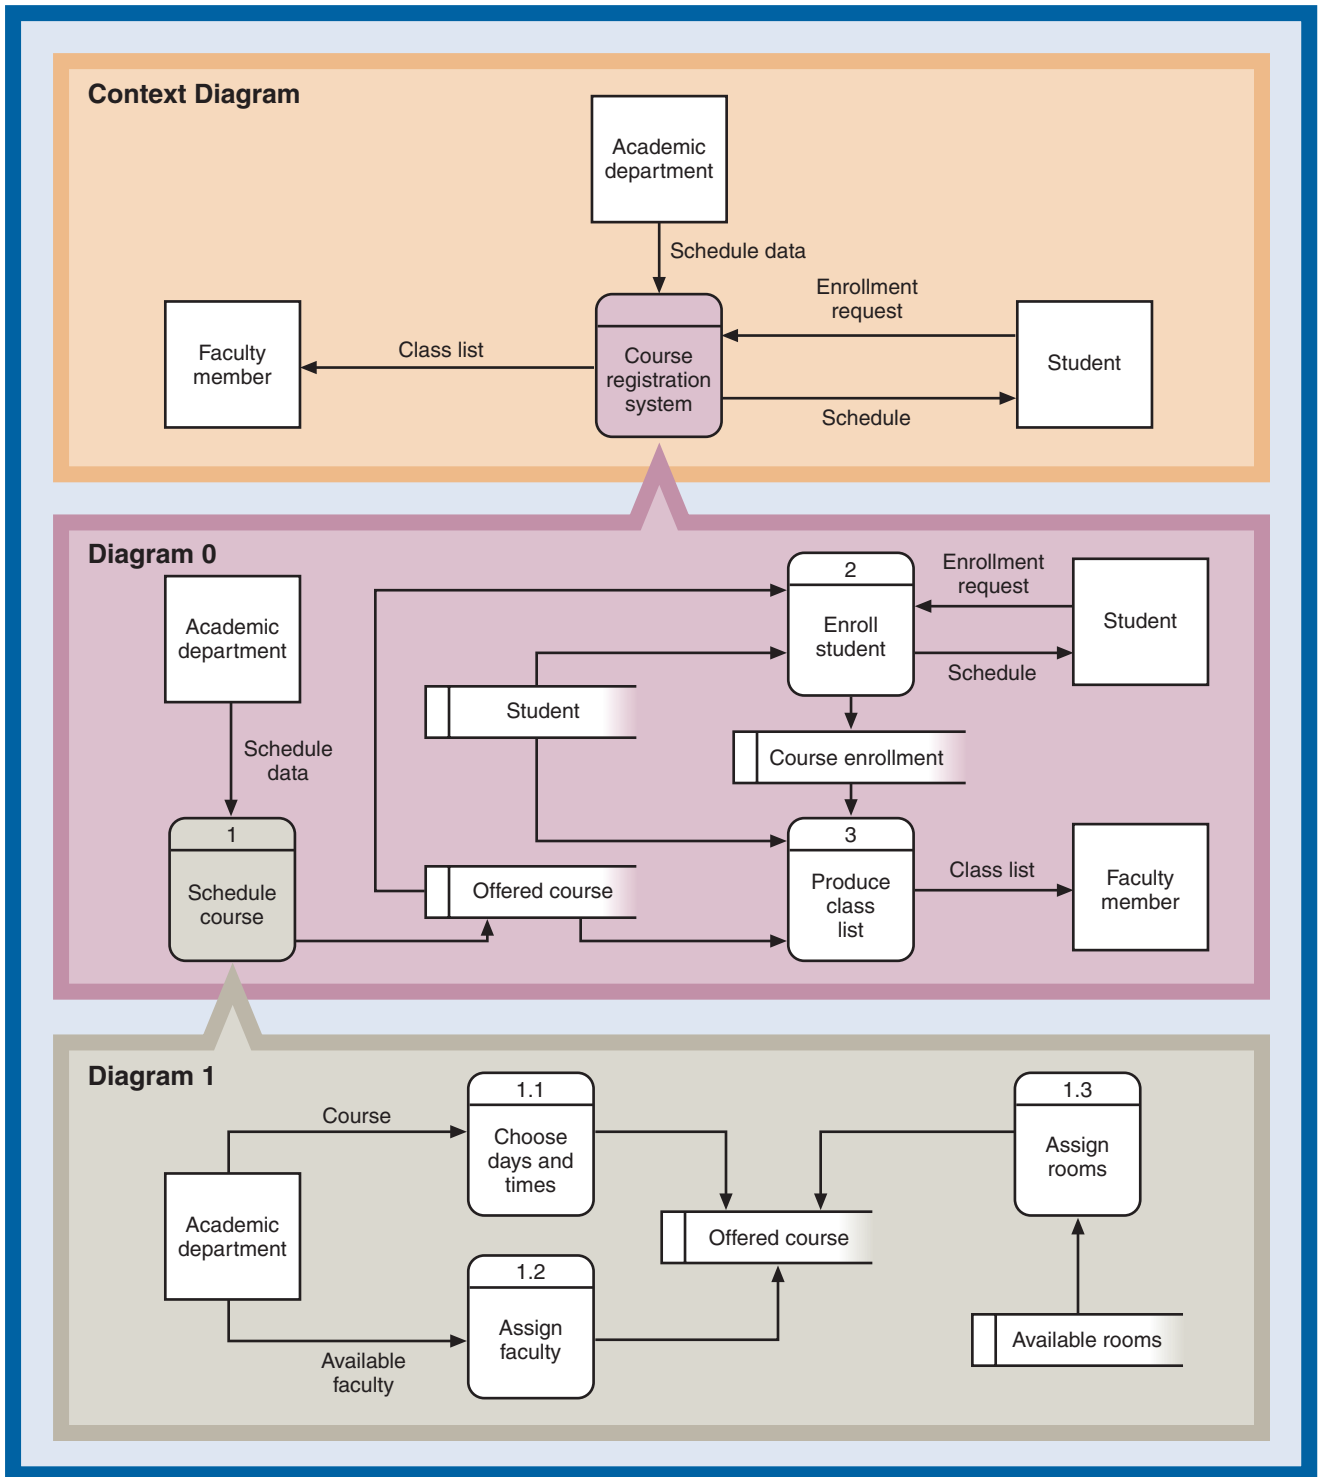 Context Diagram
Academic
department
Schedule data
Enrollment
request
Faculty
member
Class list
Course
registration
system
Student
Schedule
Diagram 0
Academic
department
Schedule
data
1
Schedule
course
Student
Offered course
2
Enroll
student
Enrollment
request
Schedule
Student
Course enrollment
3
Produce
class
list
Class list
Faculty
member
Diagram 1
Course
Academic
department
Available
faculty
1.1
Choose
days and
times
1.2
Assign
faculty
Offered course
1.3
Assign
rooms
Available rooms